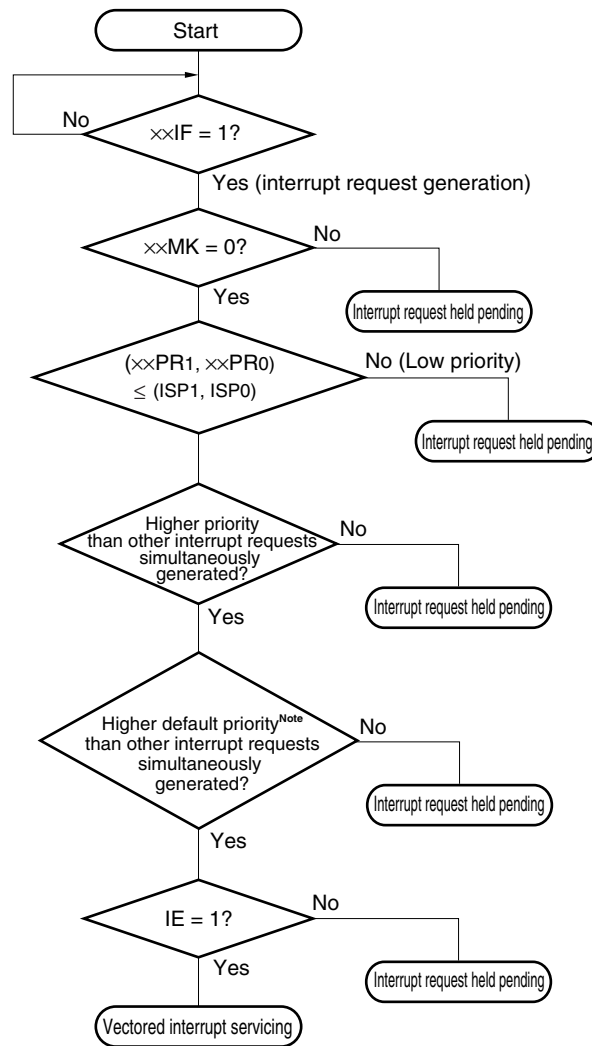 Start
No
××IF = 1?
Yes (interrupt request generation)
××MK = 0?
No
Yes
Interrupt request held pending
(××PR1, ××PR0)
≤ (ISP1, ISP0)
No (Low priority)
Interrupt request held pending
Higher priority
than other interrupt requests
simultaneously
generated?
No
Interrupt request held pending
Yes
Higher default priorityNote
than other interrupt requests
simultaneously
generated?
No
Interrupt request held pending
Yes
IE = 1?
No
Yes
Interrupt request held pending
Vectored interrupt servicing